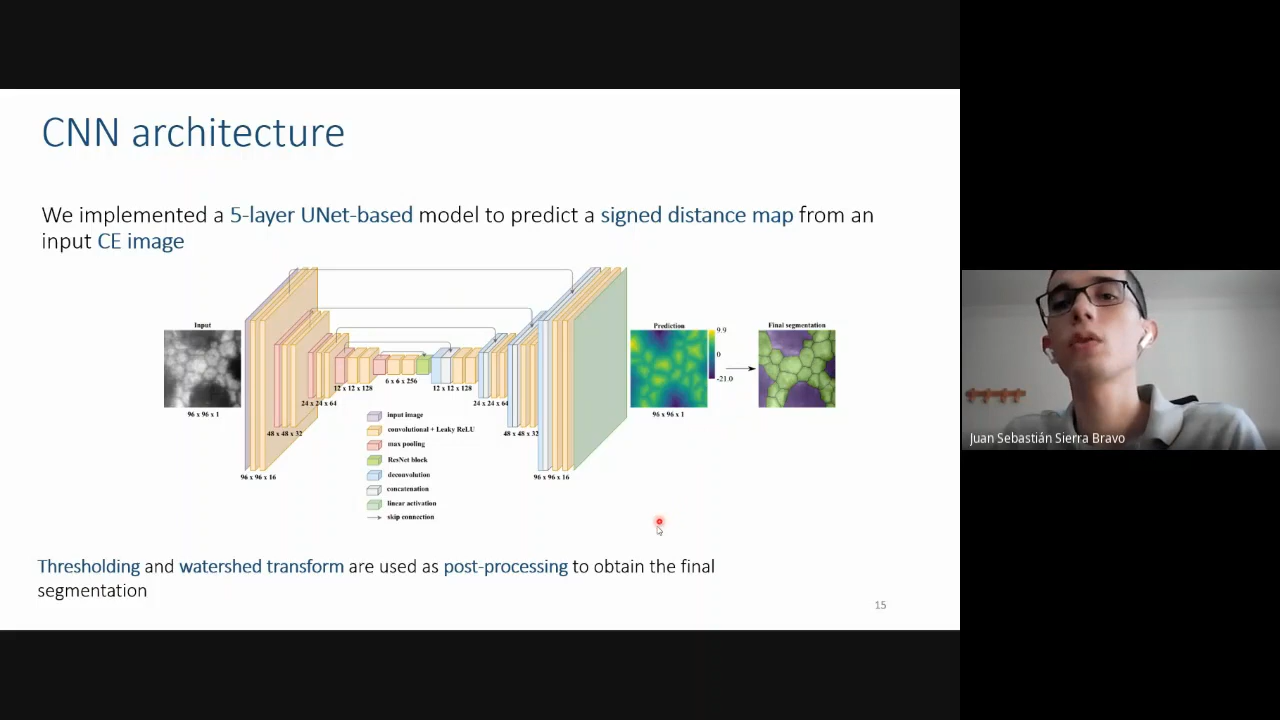 CNN architecture
We implemented a 5-layer UNet-based model to predict a signed distance map from an
input CE image
Input
96 x 96 x 1
96 x 96 x 16
48 x 48 x 32
24 x 24 x 64
12 x 12 x 128
6 x 6 x 256
12 x 12 x 128
24 x 24 x 64
48 x 48 x 32
96 x 96 x 16
Prediction
9.9
0
-21.0
96 x 96 x 1
Final segmentation
input image
convolutional + Leaky ReLU
max pooling
ResNet block
deconvolution
concatenation
linear activation
skip connection
Juan Sebastián Sierra Bravo
Thresholding and watershed transform are used as post-processing to obtain the final
segmentation
15